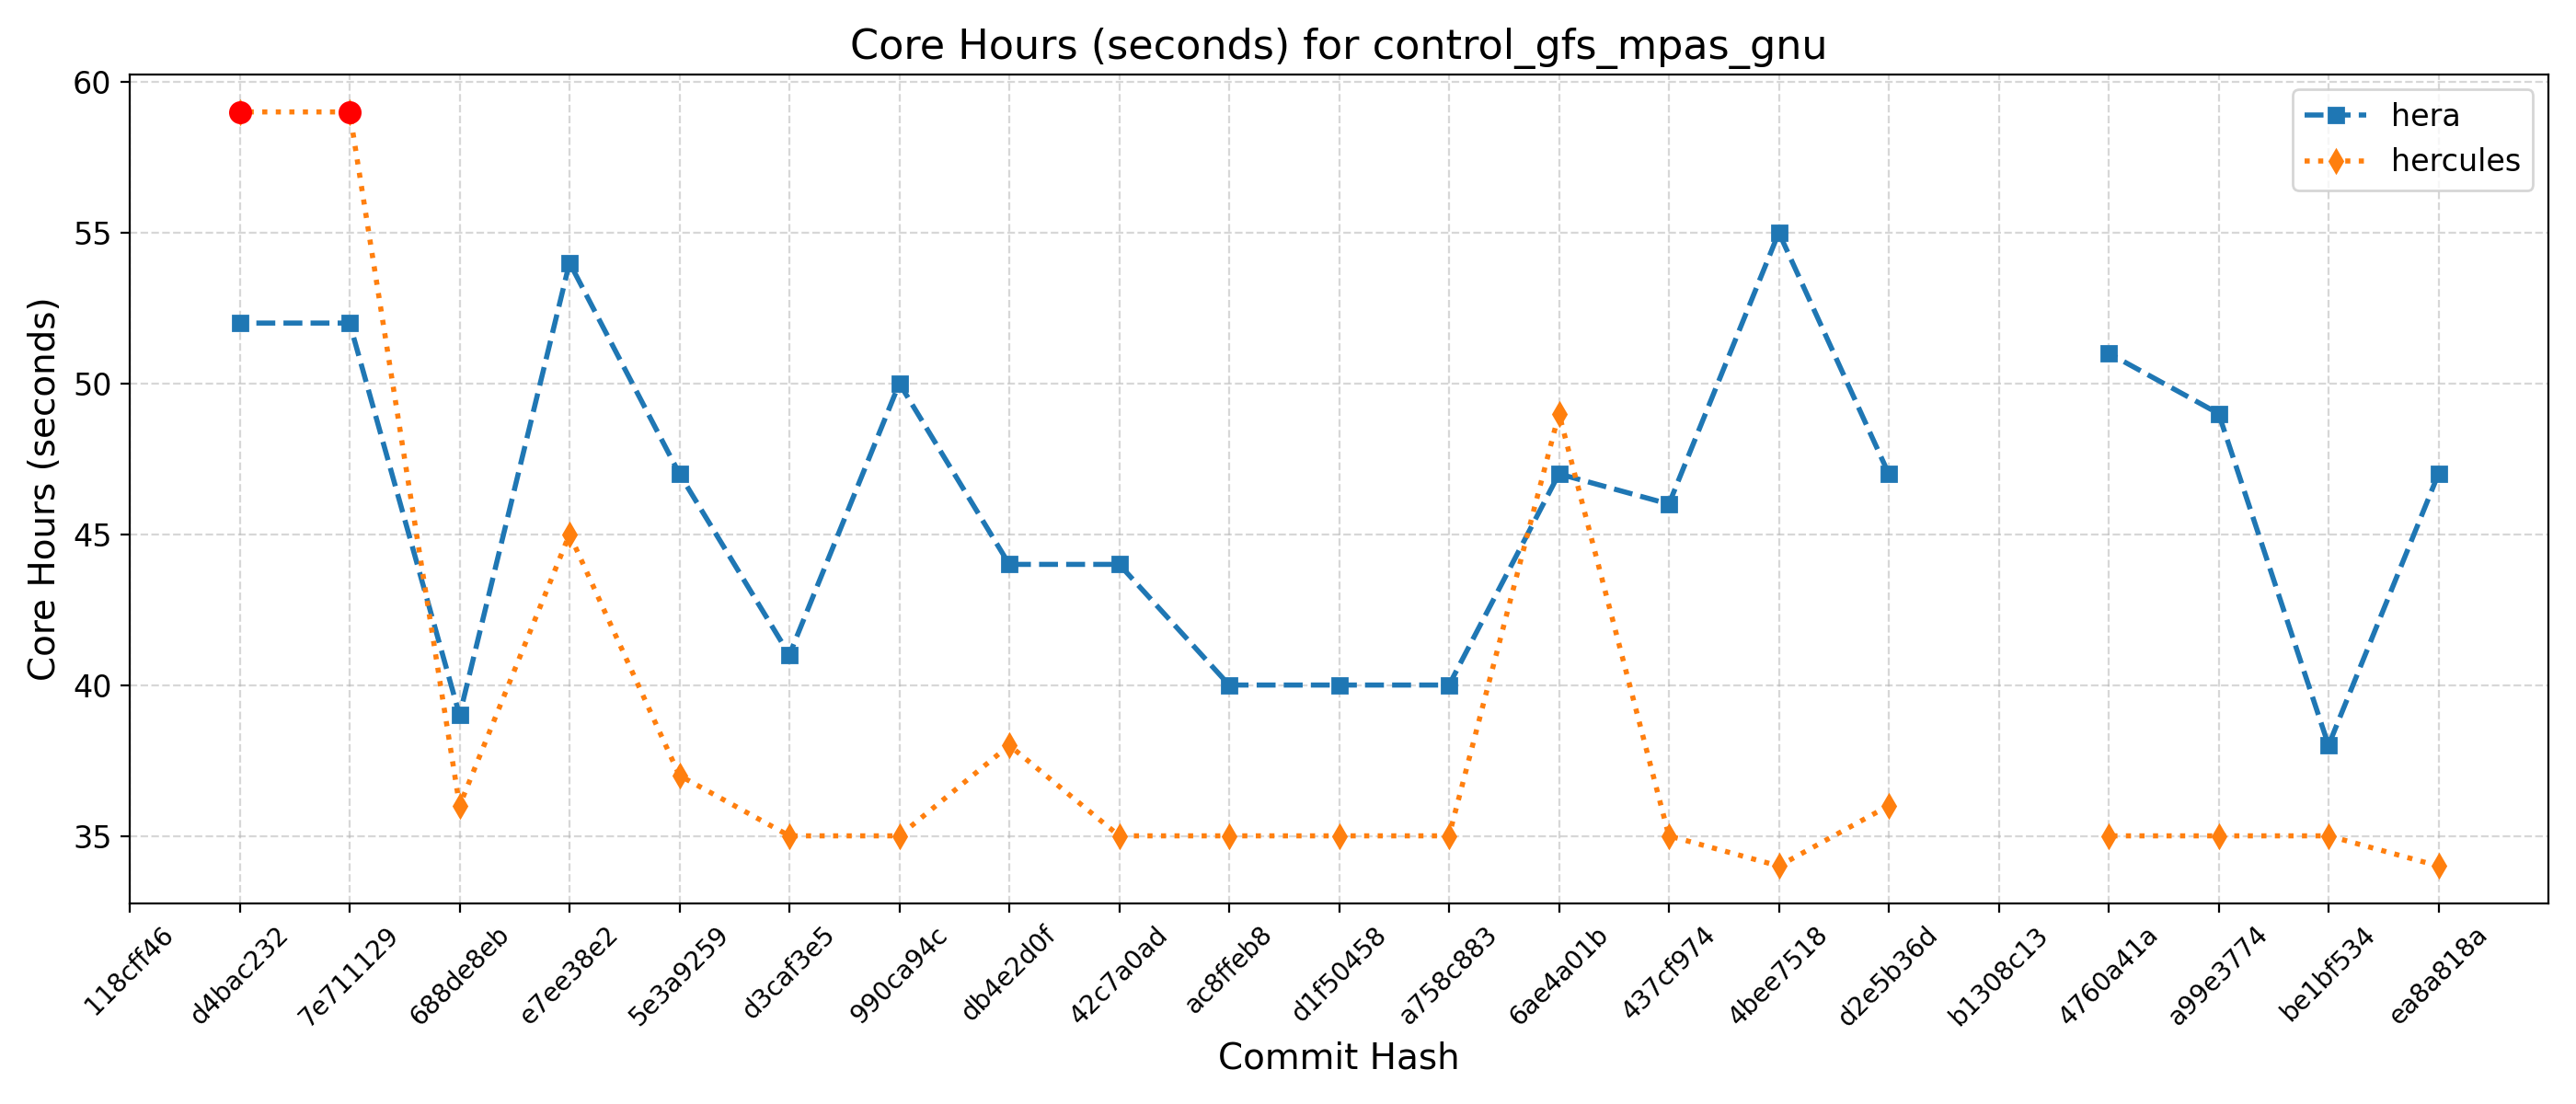 Core Hours (seconds) for control_gfs_mpas_gnu
hera
hercules
Core Hours (seconds)
60
55
50
45
40
35
118cff46
d4bac232
7e711129
688de8eb
e7ee38e2
5e3a9259
d3caf3e5
990ca94c
db4e2d0f
42c7a0ad
ac8ffeb8
d1f50458
a758c883
6ae4a01b
437cf974
4bee7518
d2e5b36d
b1308c13
4760a41a
a99e3774
be1bf534
ea8a818a
Commit Hash